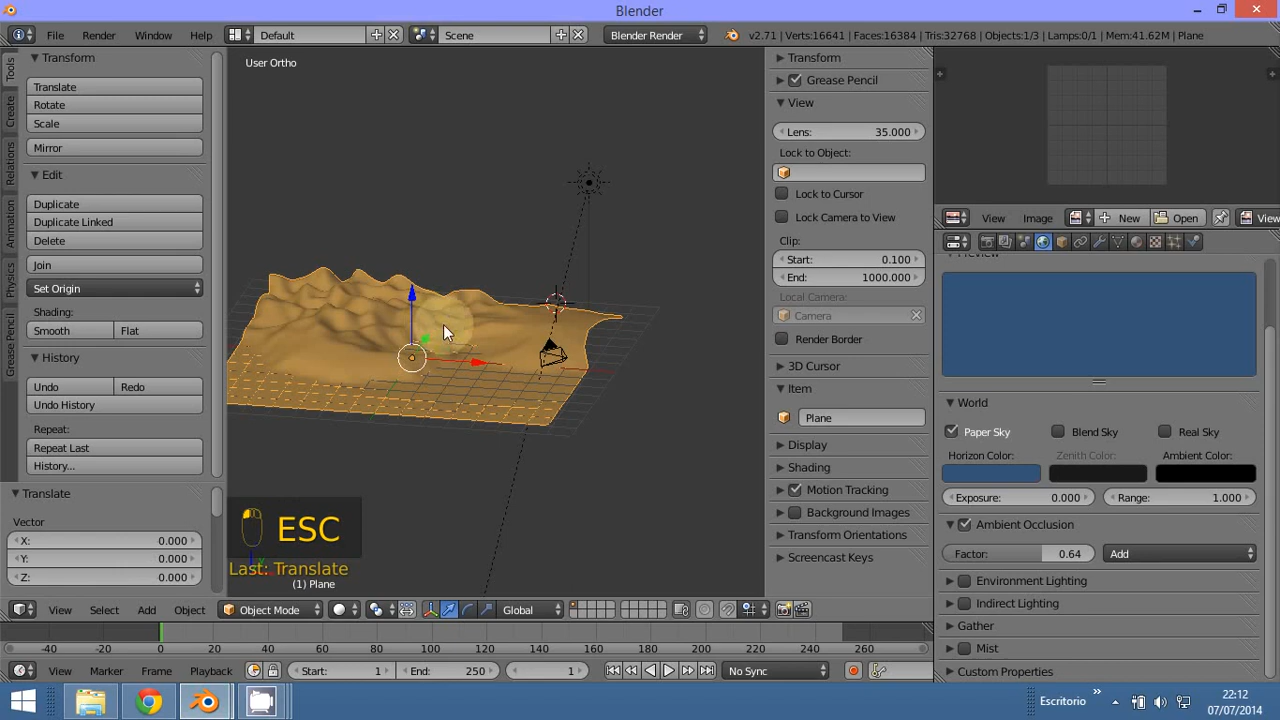 Blender
File Render Window Help Default Scene Blender Render v2.71 | Verts:16641 | Faces:16384 | Tris:32768 | Objects:1/3 | Lamps:0/1 | Mem:41.62M | Plane
Tools
Create
Relations
Animation
Physics
Grease Pencil
Transform
Translate
Rotate
Scale
Mirror
Edit
Duplicate
Duplicate Linked
Delete
Join
Set Origin
Shading:
Smooth Flat
History
Undo Redo
Undo History
Repeat:
Repeat Last
History...
Translate
Vector
X: 0.000
Y: 0.000
Z: 0.000
User Ortho
ESC
Last: Translate
(1) Plane
Transform
Grease Pencil
View
Lens: 35.000
Lock to Object:
Lock to Cursor
Lock Camera to View
Clip:
Start: 0.100
End: 1000.000
Local Camera:
Camera
Render Border
3D Cursor
Item
Plane
Display
Shading
Motion Tracking
Background Images
Transform Orientations
Screencast Keys
View Image New Open View
Preview
World
Paper Sky Blend Sky Real Sky
Horizon Color: Zenith Color: Ambient Color:
Exposure: 0.000 Range: 1.000
Ambient Occlusion
Factor: 0.64 Add
Environment Lighting
Indirect Lighting
Gather
Mist
Custom Properties
View Select Add Object Object Mode Global
-40 -20 0 20 40 60 80 100 120 140 160 180 200 220 240 260
View Marker Frame Playback Start: 1 End: 250 1 No Sync
Escritorio
22:12
07/07/2014